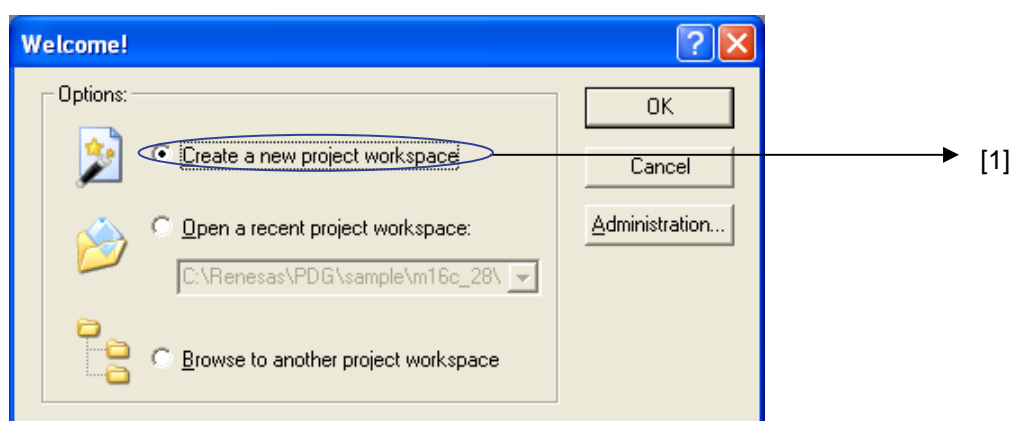 Welcome!
Options:
OK
Create a new project workspace
[1]
Cancel
Open a recent project workspace:
Administration...
C:\Renesas\PDG\sample\m16c_28\
Browse to another project workspace